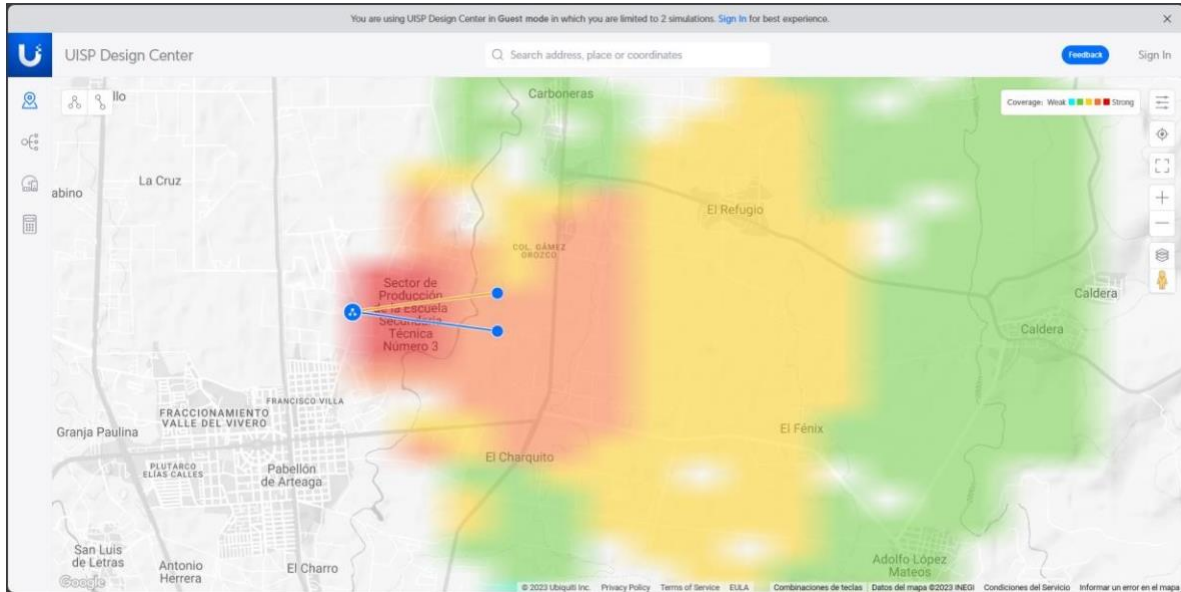 You are using UISP Design Center in Guest mode in which you are limited to 2 simulations. Sign In for best experience.
UISP Design Center
Search address, place or coordinates
Feedback
Sign In
llo
Carboneras
Coverage: Weak Strong
La Cruz
abino
El Refugio
COL. GÁMEZ
OROZCO
Sector de
Producción
de la Escuela
Secundaria
Técnica
Número 3
Caldera
Caldera
FRANCISCO VILLA
FRACCIONAMIENTO
VALLE DEL VIVERO
Granja Paulina
El Fénix
El Charquito
PLUTARCO
ELÍAS CALLES
Pabellón
de Arteaga
San Luis
de Letras
Antonio
Herrera
El Charro
Adolfo López
Mateos
Google
© 2023 Ubiquiti Inc. Privacy Policy Terms of Service EULA Combinaciones de teclas Datos del mapa ©2023 INEGI Condiciones del Servicio Informar un error en el mapa